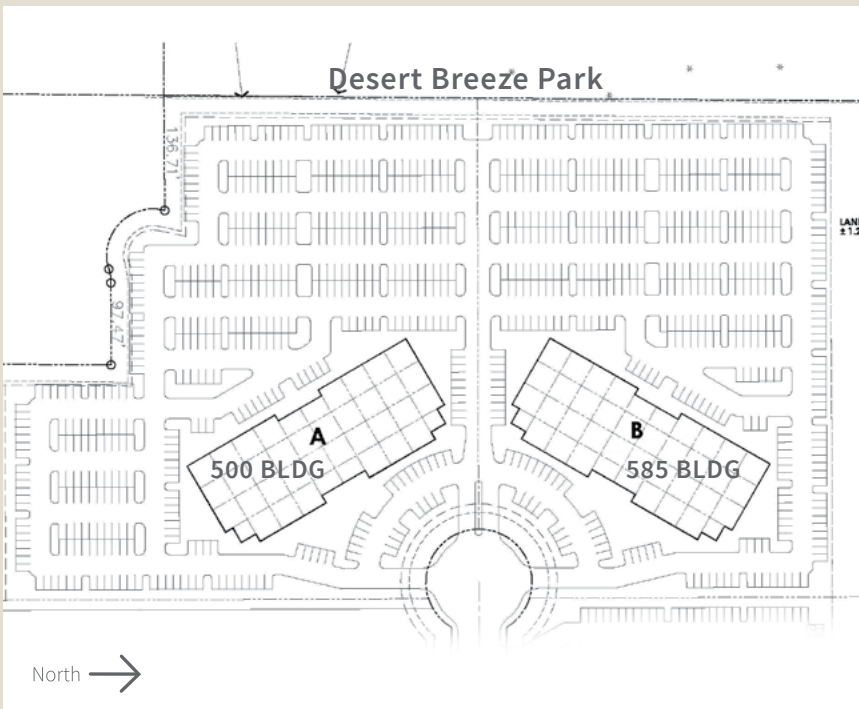 Desert Breeze Park
136.71'
97.47'
A
500 BLDG
B
585 BLDG
North